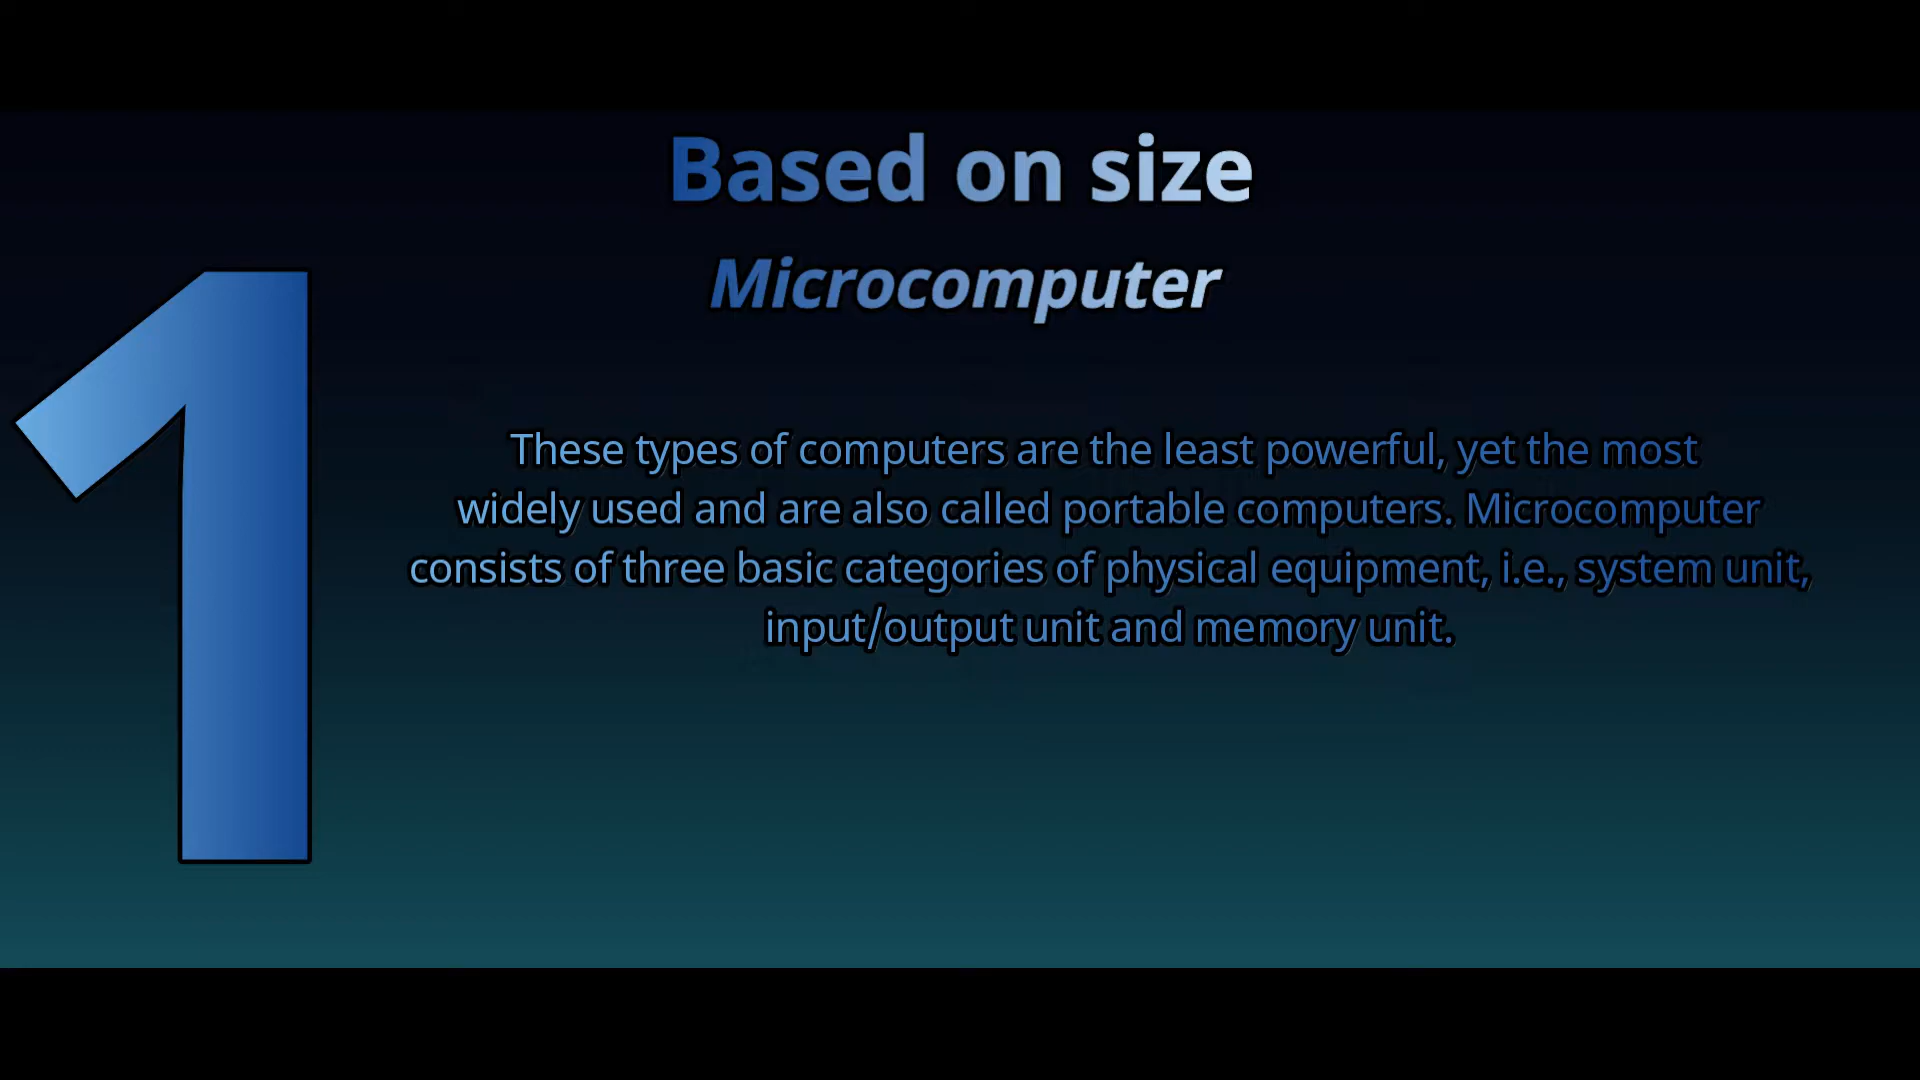 Based on size
Microcomputer
1
These types of computers are the least powerful, yet the most
widely used and are also called portable computers. Microcomputer
consists of three basic categories of physical equipment, i.e., system unit,
input/output unit and memory unit.